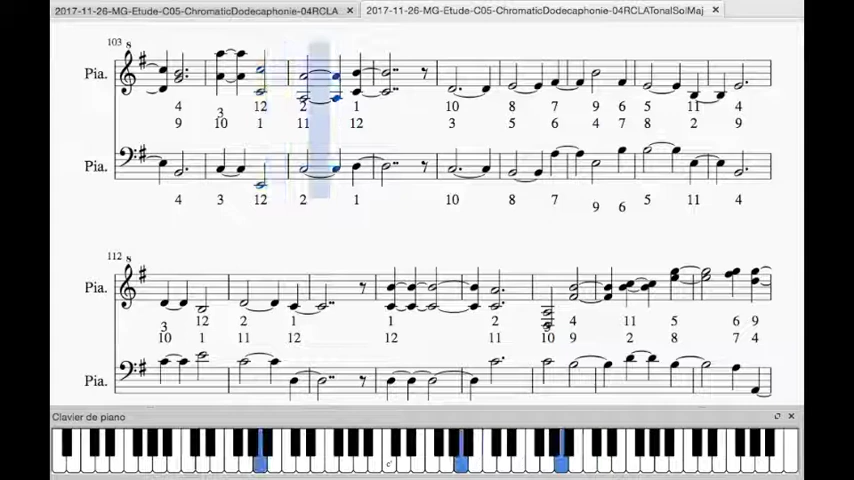 2017-11-26-MG-Etude-C05-ChromaticDodecaphonie-04RCLA × 2017-11-26-MG-Etude-C05-ChromaticDodecaphonie-04RCLATonalSolMaj ×
103 8
Pia.
4 3 12 2 1 10 8 7 9 6 5 11 4
9 10 1 11 12 3 5 6 4 7 8 2 9
Pia.
4 3 12 2 1 10 8 7 9 6 5 11 4
112 8
Pia.
3 12 2 1 1 2 3 4 11 5 6 9
10 1 11 12 12 11 10 9 2 8 7 4
Pia.
Clavier de piano ×
c'